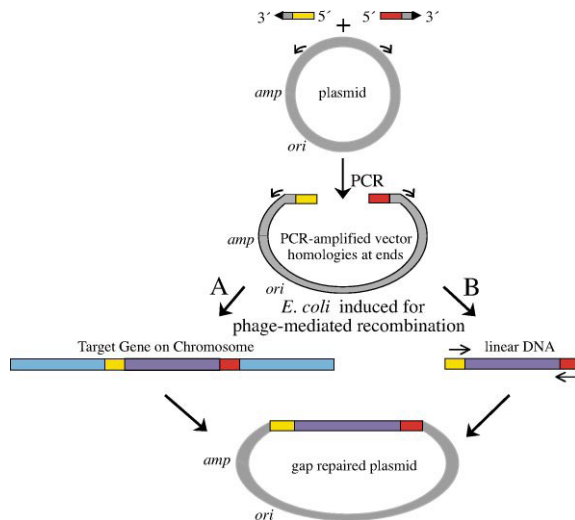 3´ 5´ + 5´ 3´
amp
plasmid
ori
PCR
amp
PCR-amplified vector
homologies at ends
ori
A
B
E. coli induced for
phage-mediated recombination
Target Gene on Chromosome
linear DNA
amp
gap repaired plasmid
ori